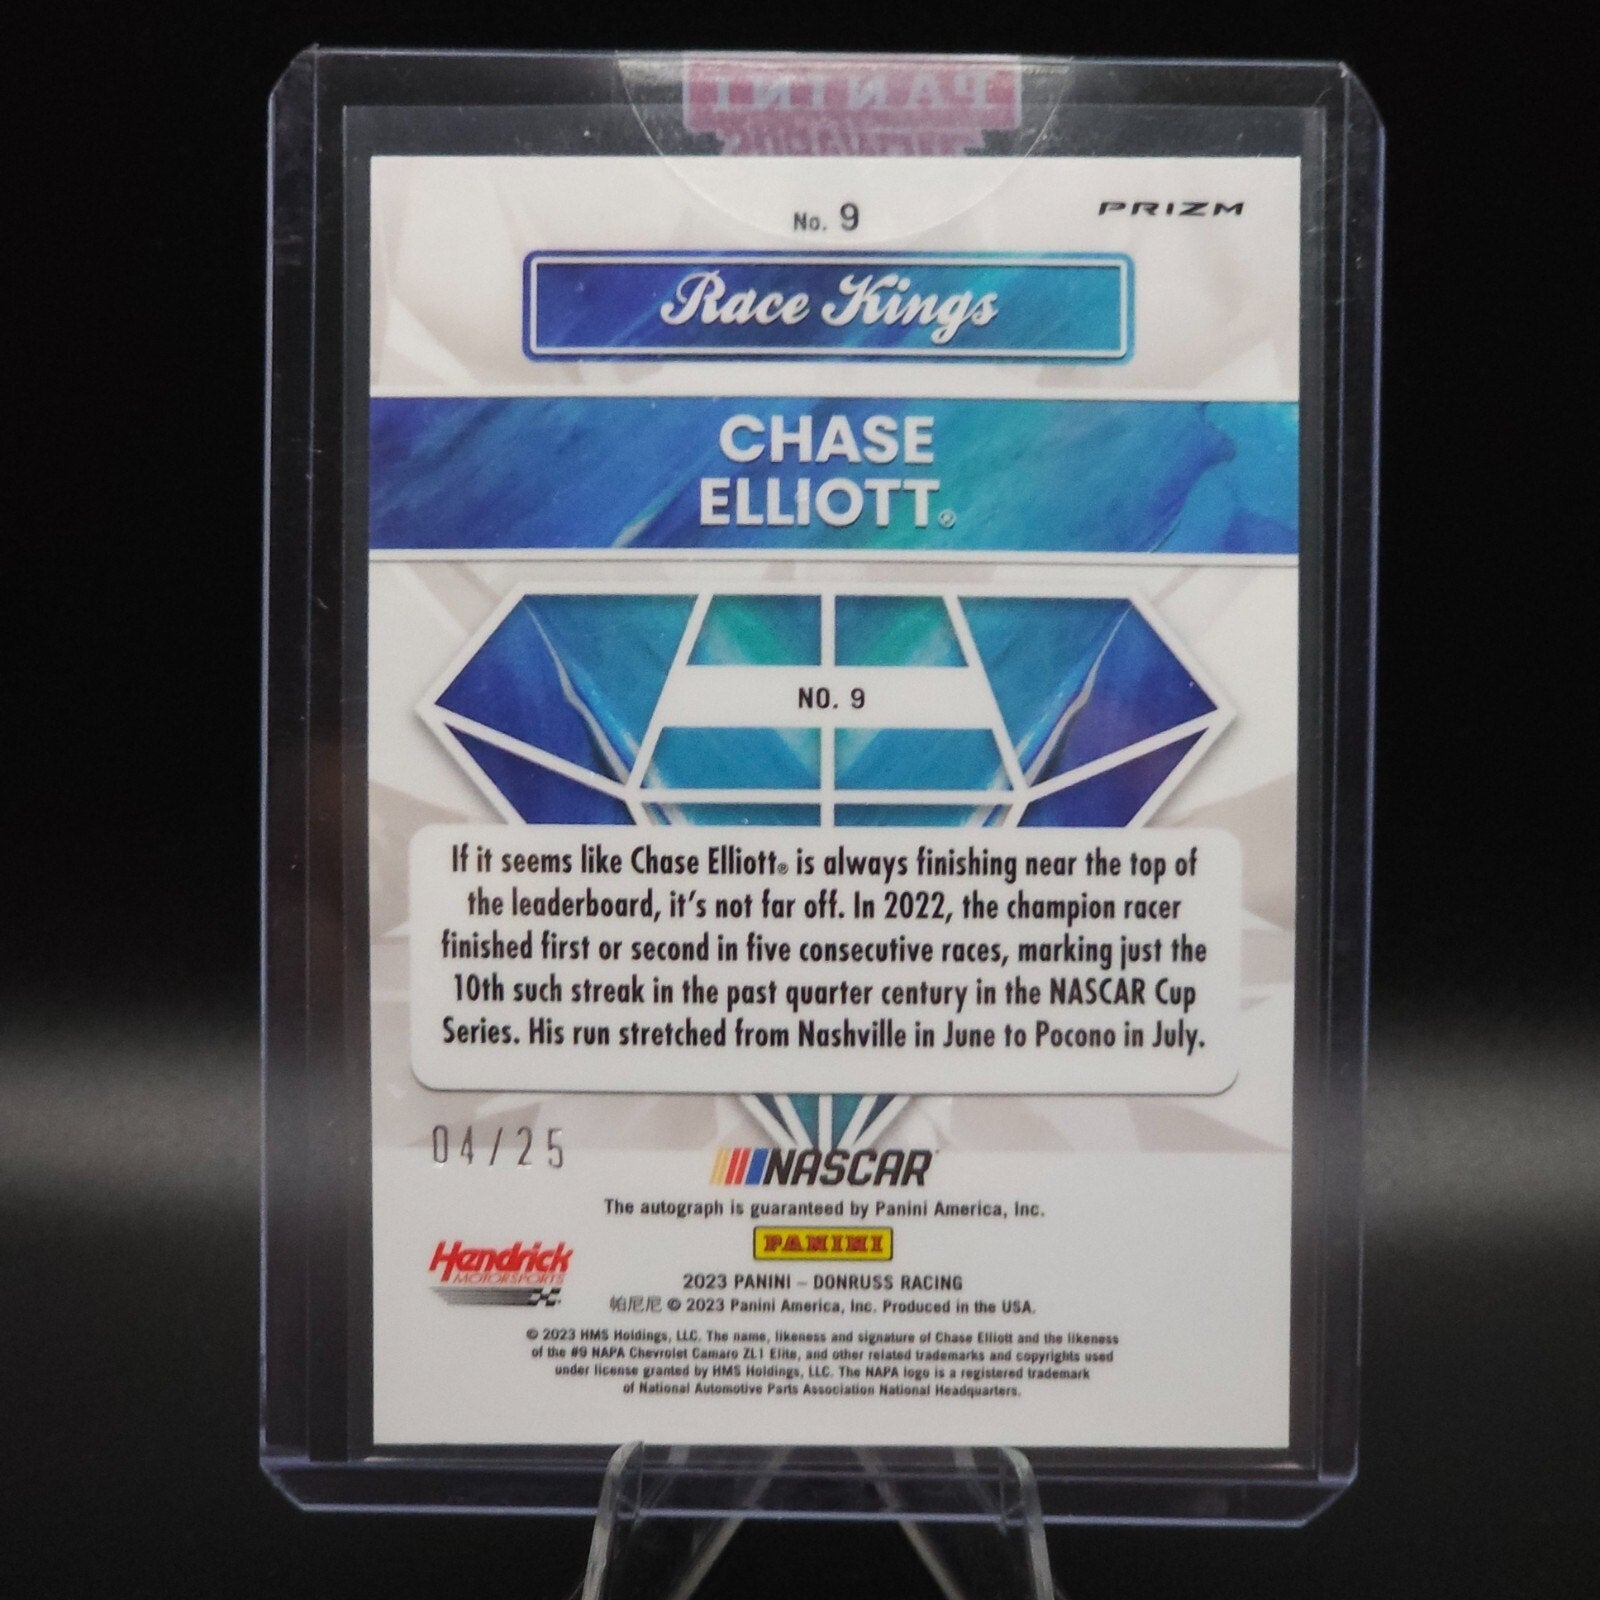 PANINI
No. 9
PRIZM
Race Kings
CHASE
ELLIOTT®
NO. 9
If it seems like Chase Elliott® is always finishing near the top of
the leaderboard, it's not far off. In 2022, the champion racer
finished first or second in five consecutive races, marking just the
10th such streak in the past quarter century in the NASCAR Cup
Series. His run stretched from Nashville in June to Pocono in July.
04/25
NASCAR
The autograph is guaranteed by Panini America, Inc.
PANINI
Hendrick
MOTORSPORTS
2023 PANINI – DONRUSS RACING
帕尼尼 © 2023 Panini America, Inc. Produced in the USA.
© 2023 HMS Holdings, LLC. The name, likeness and signature of Chase Elliott and the likeness
of the #9 NAPA Chevrolet Camaro ZL1 Elite, and other related trademarks and copyrights used
under license granted by HMS Holdings, LLC. The NAPA logo is a registered trademark
of National Automotive Parts Association National Headquarters.